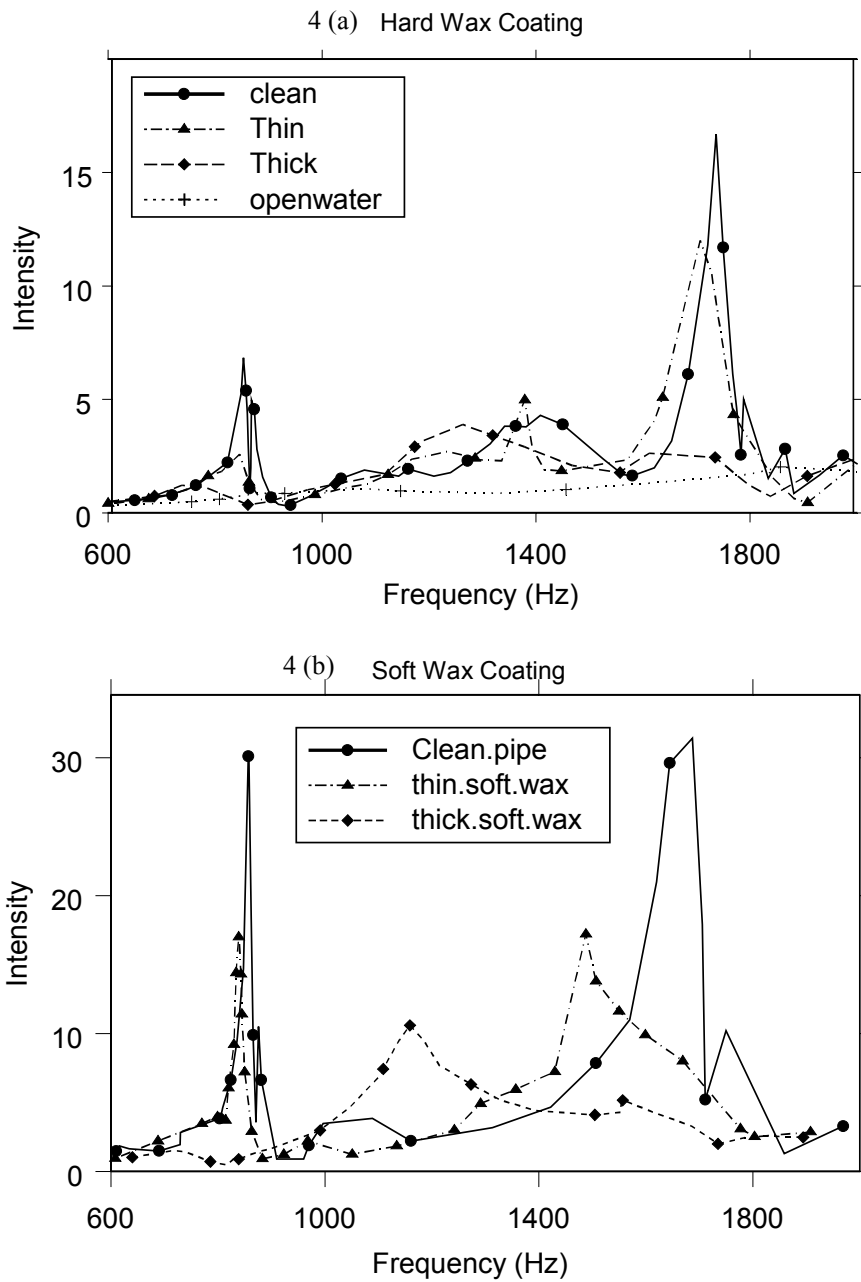 4 (a) Hard Wax Coating
clean
Thin
Thick
openwater
15
10
5
0
Intensity
600 1000 1400 1800
Frequency (Hz)
4 (b) Soft Wax Coating
Clean.pipe
thin.soft.wax
thick.soft.wax
30
20
10
0
Intensity
600 1000 1400 1800
Frequency (Hz)